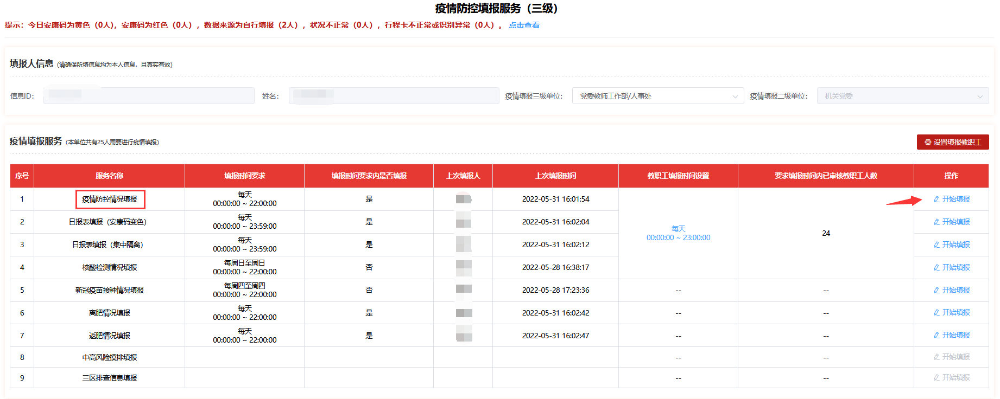 疫情防控填报服务（三级）
提示：今日安康码为黄色（0人），安康码为红色（0人），数据来源为自行填报（2人），状况不正常（0人），行程卡不正常或识别异常（0人）。 点击查看
填报人信息 (请确保所填信息均为本人信息，且真实有效)
信息ID： 姓名： 疫情填报三级单位： 党委教师工作部/人事处 疫情填报二级单位： 机关党委
疫情填报服务 (本单位共有25人需要进行疫情填报) 设置填报教职工
序号 服务名称 填报时间要求 填报时间要求内是否填报 上次填报人 上次填报时间 教职工填报时间设置 要求填报时间内已审核教职工人数 操作
1 疫情防控情况填报 每天 00:00:00 ~ 22:00:00 是 2022-05-31 16:01:54 每天 00:00:00 ~ 23:00:00 24 开始填报
2 日报表填报（安康码变色） 每天 00:00:00 ~ 23:59:00 是 2022-05-31 16:02:04 开始填报
3 日报表填报（集中隔离） 每天 00:00:00 ~ 23:59:00 是 2022-05-31 16:02:12 开始填报
4 核酸检测情况填报 每周日至周日 00:00:00 ~ 22:00:00 否 2022-05-28 16:38:17 开始填报
5 新冠疫苗接种情况填报 每周四至周四 00:00:00 ~ 22:00:00 否 2022-05-28 17:23:36 -- -- 开始填报
6 离肥情况填报 每天 00:00:00 ~ 22:00:00 是 2022-05-31 16:02:42 -- -- 开始填报
7 返肥情况填报 每天 00:00:00 ~ 22:00:00 是 2022-05-31 16:02:47 -- -- 开始填报
8 中高风险摸排填报 -- -- 开始填报
9 三区排查信息填报 -- -- 开始填报